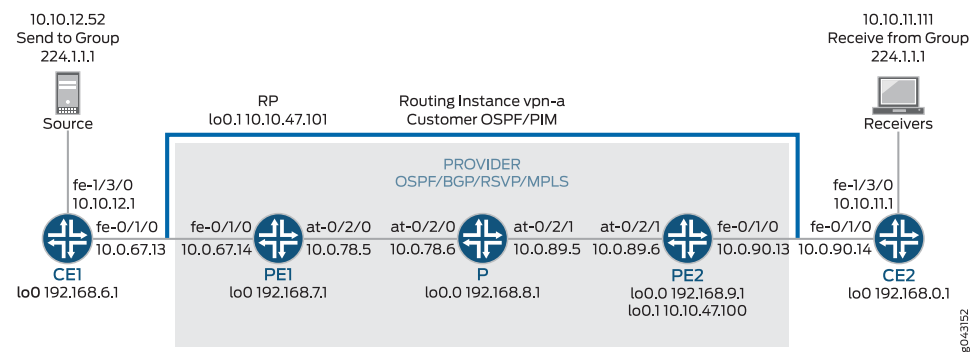 10.10.12.52
Send to Group
224.1.1.1
Source
10.10.11.111
Receive from Group
224.1.1.1
Receivers
RP
lo0.1 10.10.47.101
Routing Instance vpn-a
Customer OSPF/PIM
PROVIDER
OSPF/BGP/RSVP/MPLS
fe-1/3/0
10.10.12.1
fe-1/3/0
10.10.11.1
fe-0/1/0 fe-0/1/0 at-0/2/0 at-0/2/0 at-0/2/1 at-0/2/1 fe-0/1/0 fe-0/1/0
10.0.67.13 10.0.67.14 10.0.78.5 10.0.78.6 10.0.89.5 10.0.89.6 10.0.90.13 10.0.90.14
CE1 PE1 P PE2 CE2
lo0 192.168.6.1 lo0 192.168.7.1 lo0.0 192.168.8.1 lo0.0 192.168.9.1 lo0 192.168.0.1
lo0.1 10.10.47.100
g043152